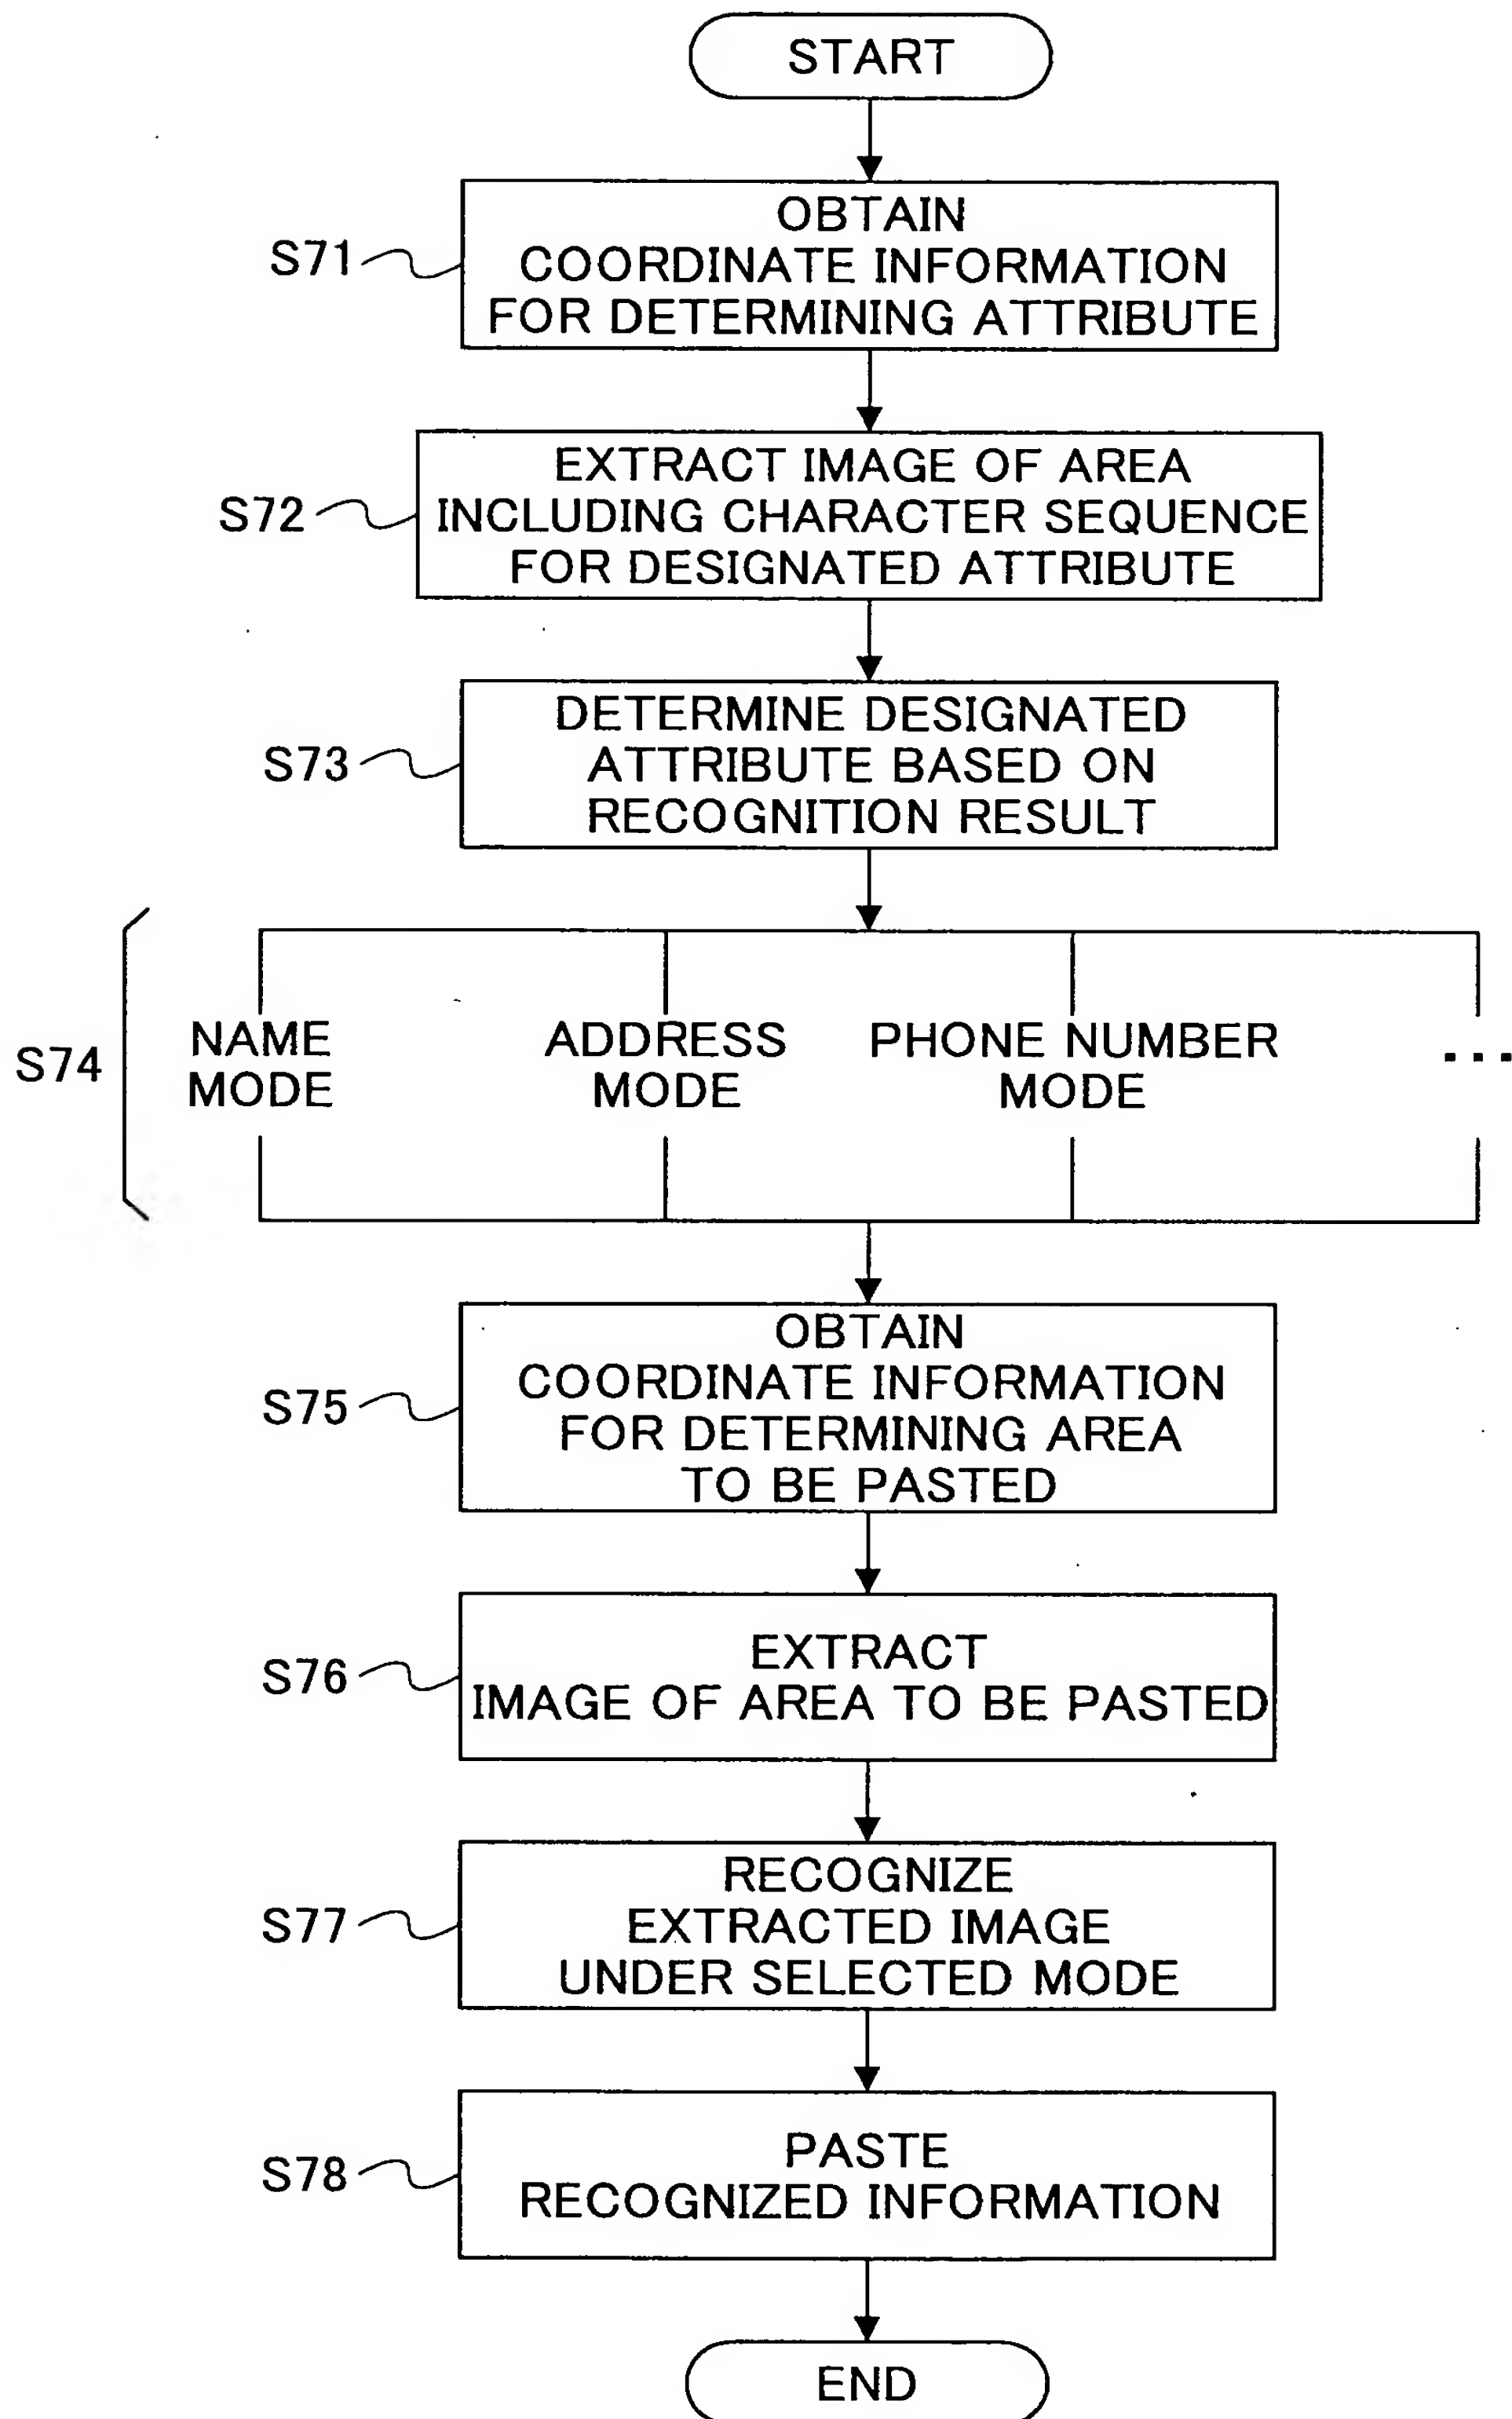 START
S71
OBTAIN
COORDINATE INFORMATION
FOR DETERMINING ATTRIBUTE
S72
EXTRACT IMAGE OF AREA
INCLUDING CHARACTER SEQUENCE
FOR DESIGNATED ATTRIBUTE
S73
DETERMINE DESIGNATED
ATTRIBUTE BASED ON
RECOGNITION RESULT
S74
NAME
MODE
ADDRESS
MODE
PHONE NUMBER
MODE
...
S75
OBTAIN
COORDINATE INFORMATION
FOR DETERMINING AREA
TO BE PASTED
S76
EXTRACT
IMAGE OF AREA TO BE PASTED
S77
RECOGNIZE
EXTRACTED IMAGE
UNDER SELECTED MODE
S78
PASTE
RECOGNIZED INFORMATION
END